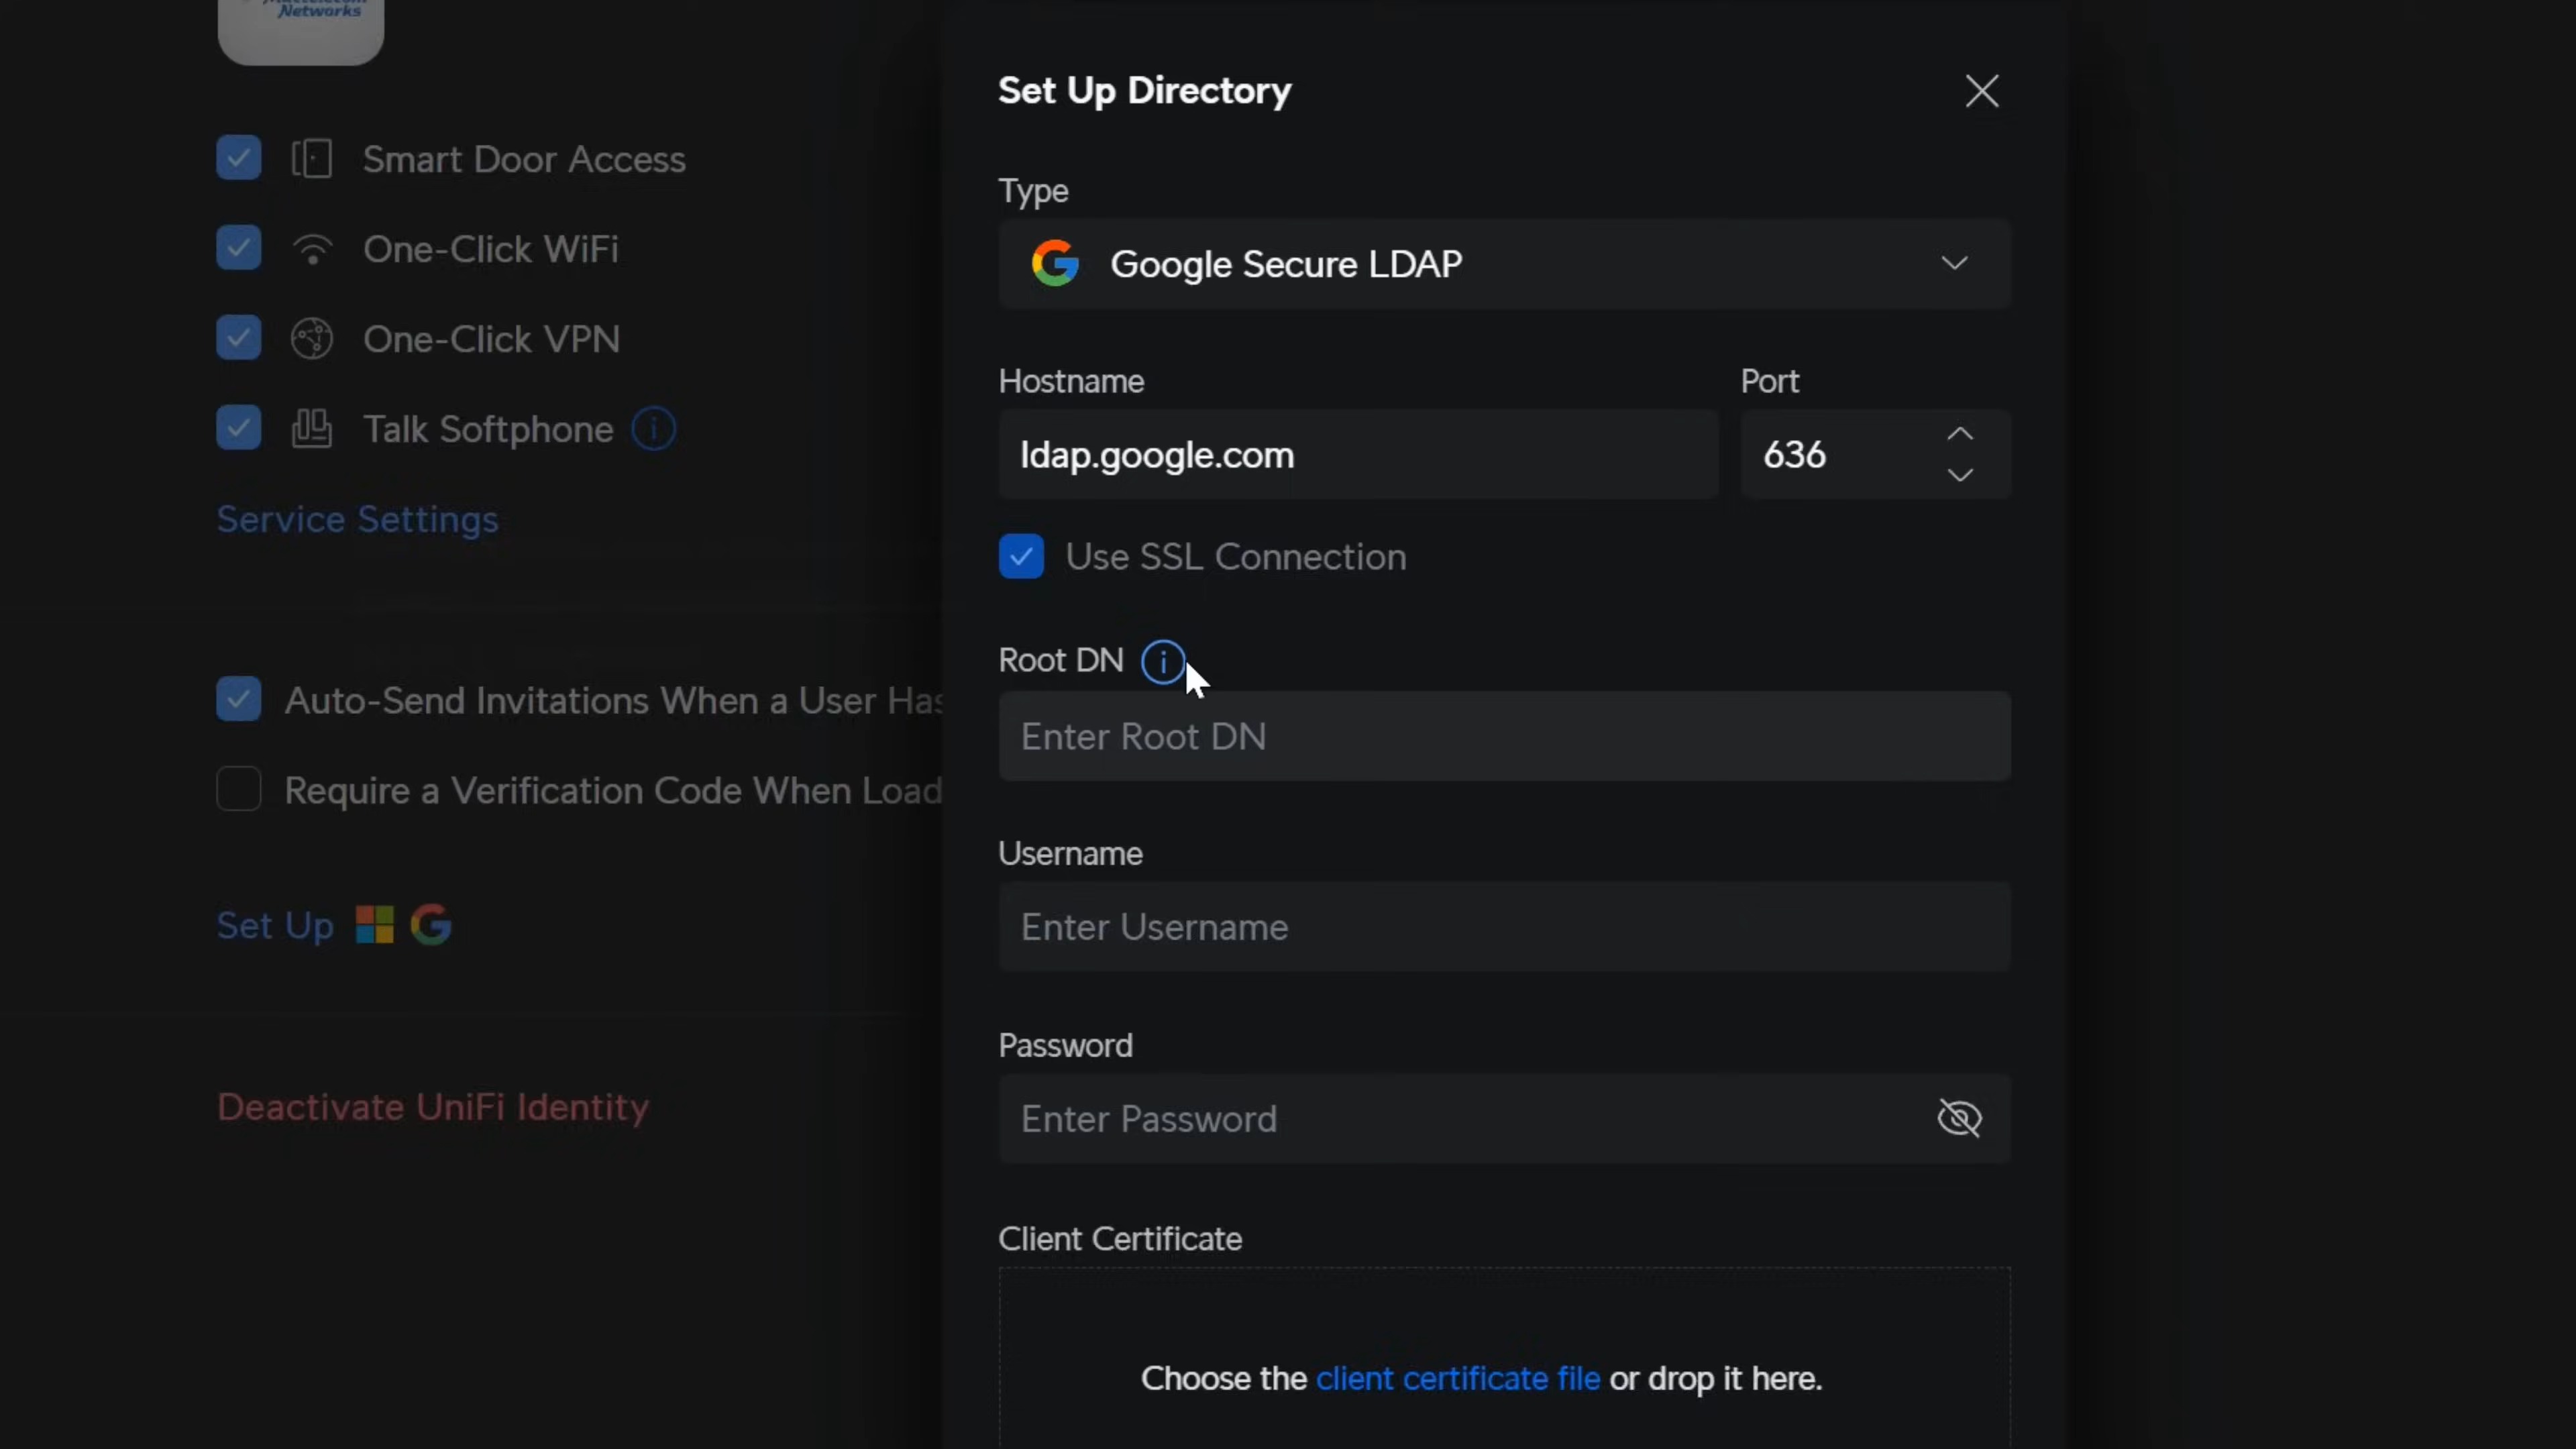 Networks
Smart Door Access
One-Click WiFi
One-Click VPN
Talk Softphone
Service Settings
Auto-Send Invitations When a User Has
Require a Verification Code When Load
Set Up
Deactivate UniFi Identity
Set Up Directory
Type
Google Secure LDAP
Hostname
Port
ldap.google.com
636
Use SSL Connection
Root DN
Enter Root DN
Username
Enter Username
Password
Enter Password
Client Certificate
Choose the client certificate file or drop it here.